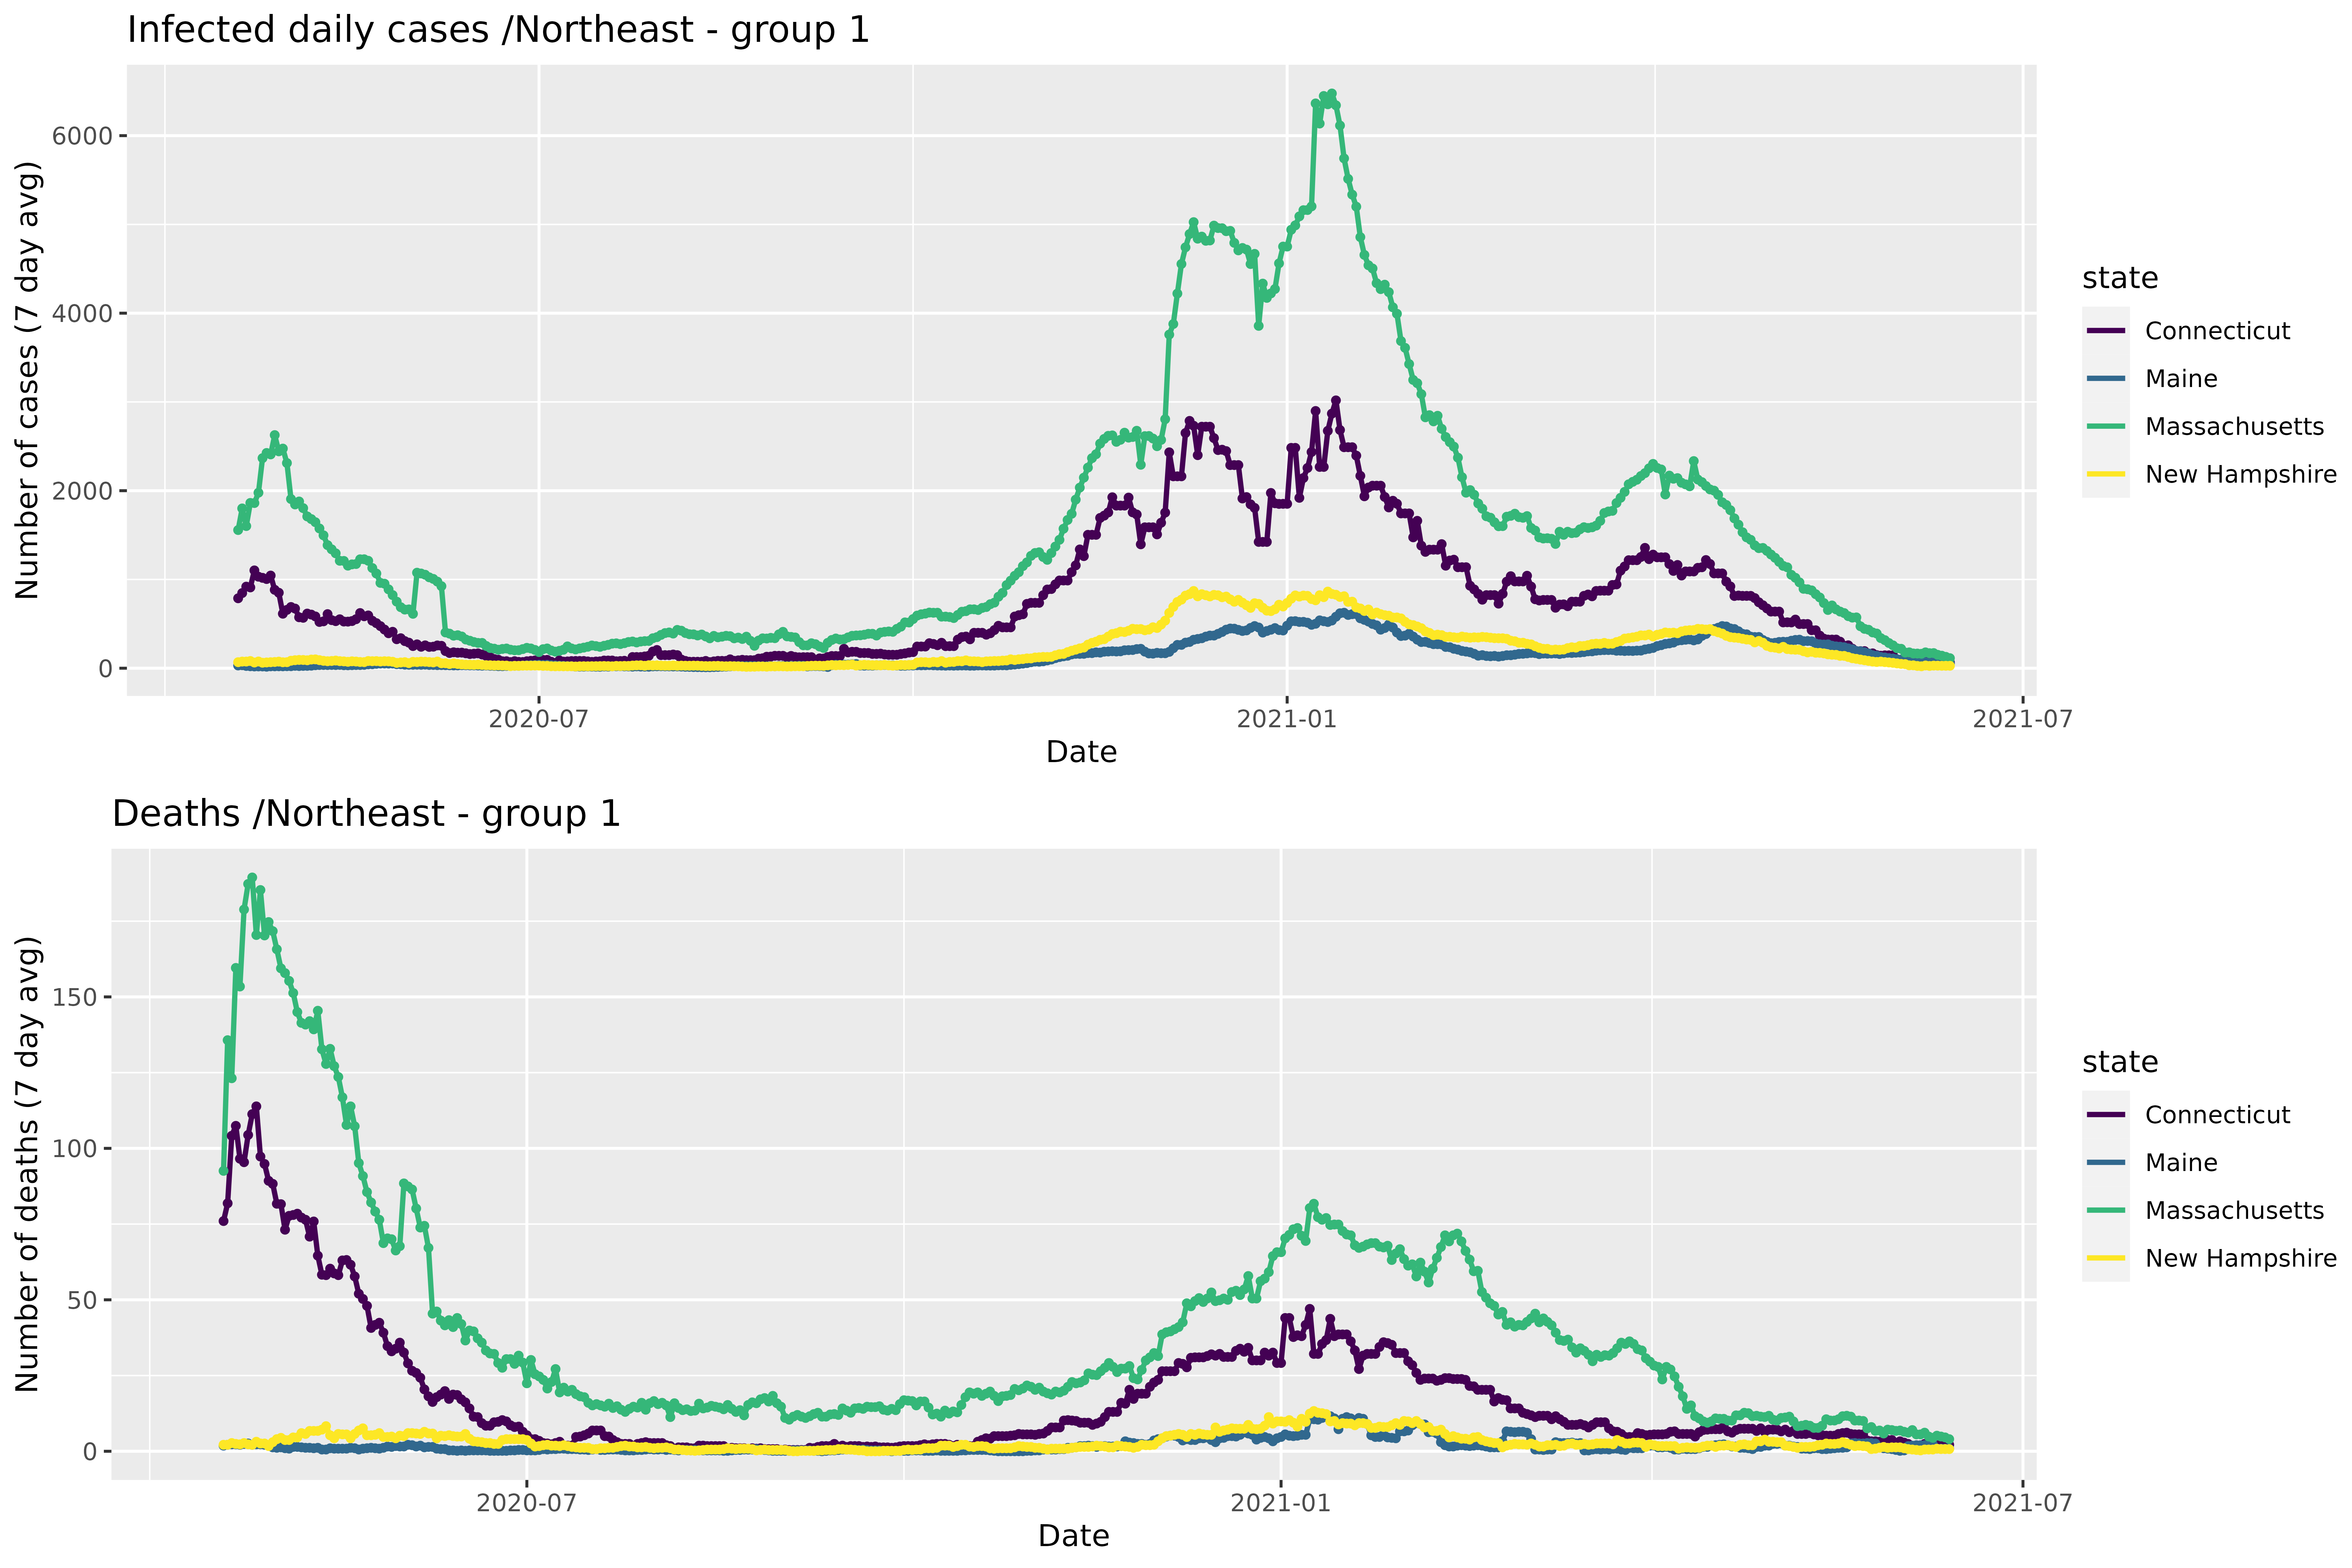 Infected daily cases /Northeast - group 1
Number of cases (7 day avg)
6000
4000
2000
0
2020-07
2021-01
2021-07
Date
state
Connecticut
Maine
Massachusetts
New Hampshire
Deaths /Northeast - group 1
Number of deaths (7 day avg)
150
100
50
0
2020-07
2021-01
2021-07
Date
state
Connecticut
Maine
Massachusetts
New Hampshire